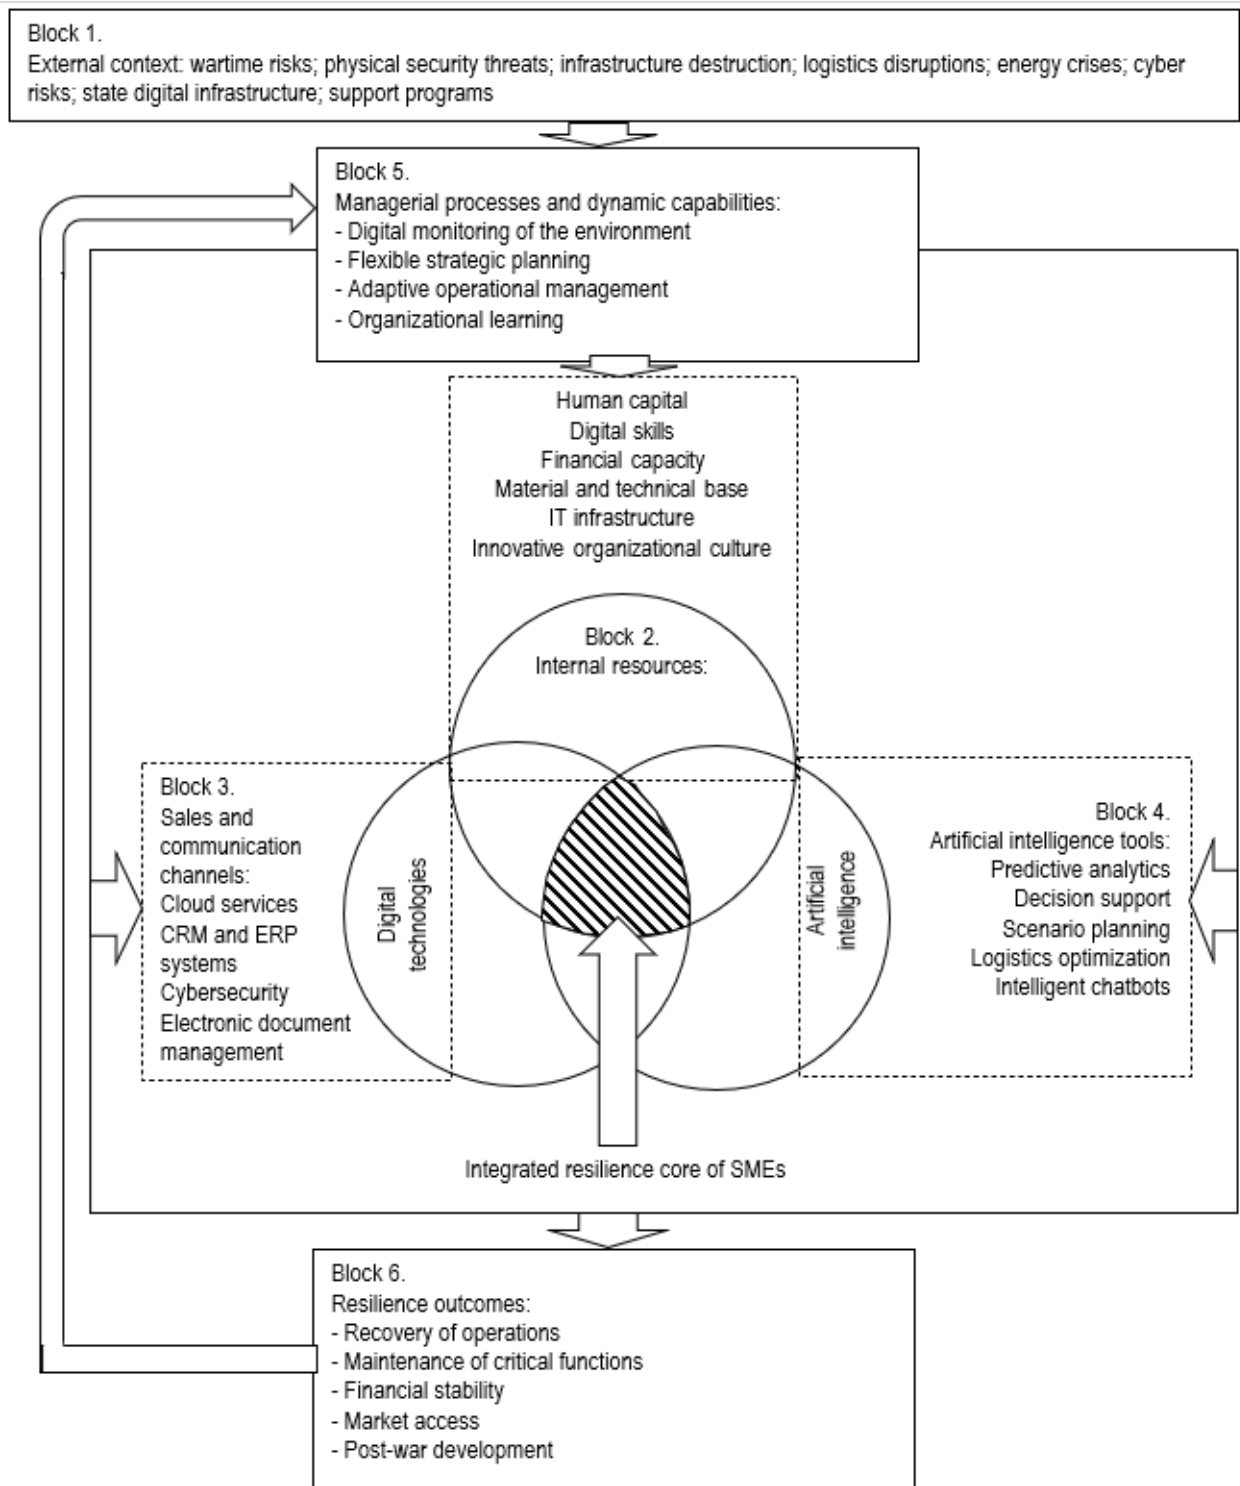 Block 1.
External context: wartime risks; physical security threats; infrastructure destruction; logistics disruptions; energy crises; cyber
risks; state digital infrastructure; support programs
Block 5.
Managerial processes and dynamic capabilities:
- Digital monitoring of the environment
- Flexible strategic planning
- Adaptive operational management
- Organizational learning
Human capital
Digital skills
Financial capacity
Material and technical base
IT infrastructure
Innovative organizational culture
Block 2.
Internal resources:
Block 3.
Sales and
communication
channels:
Cloud services
CRM and ERP
systems
Cybersecurity
Electronic document
management
Digital
technologies
Artificial
intelligence
Block 4.
Artificial intelligence tools:
Predictive analytics
Decision support
Scenario planning
Logistics optimization
Intelligent chatbots
Integrated resilience core of SMEs
Block 6.
Resilience outcomes:
- Recovery of operations
- Maintenance of critical functions
- Financial stability
- Market access
- Post-war development